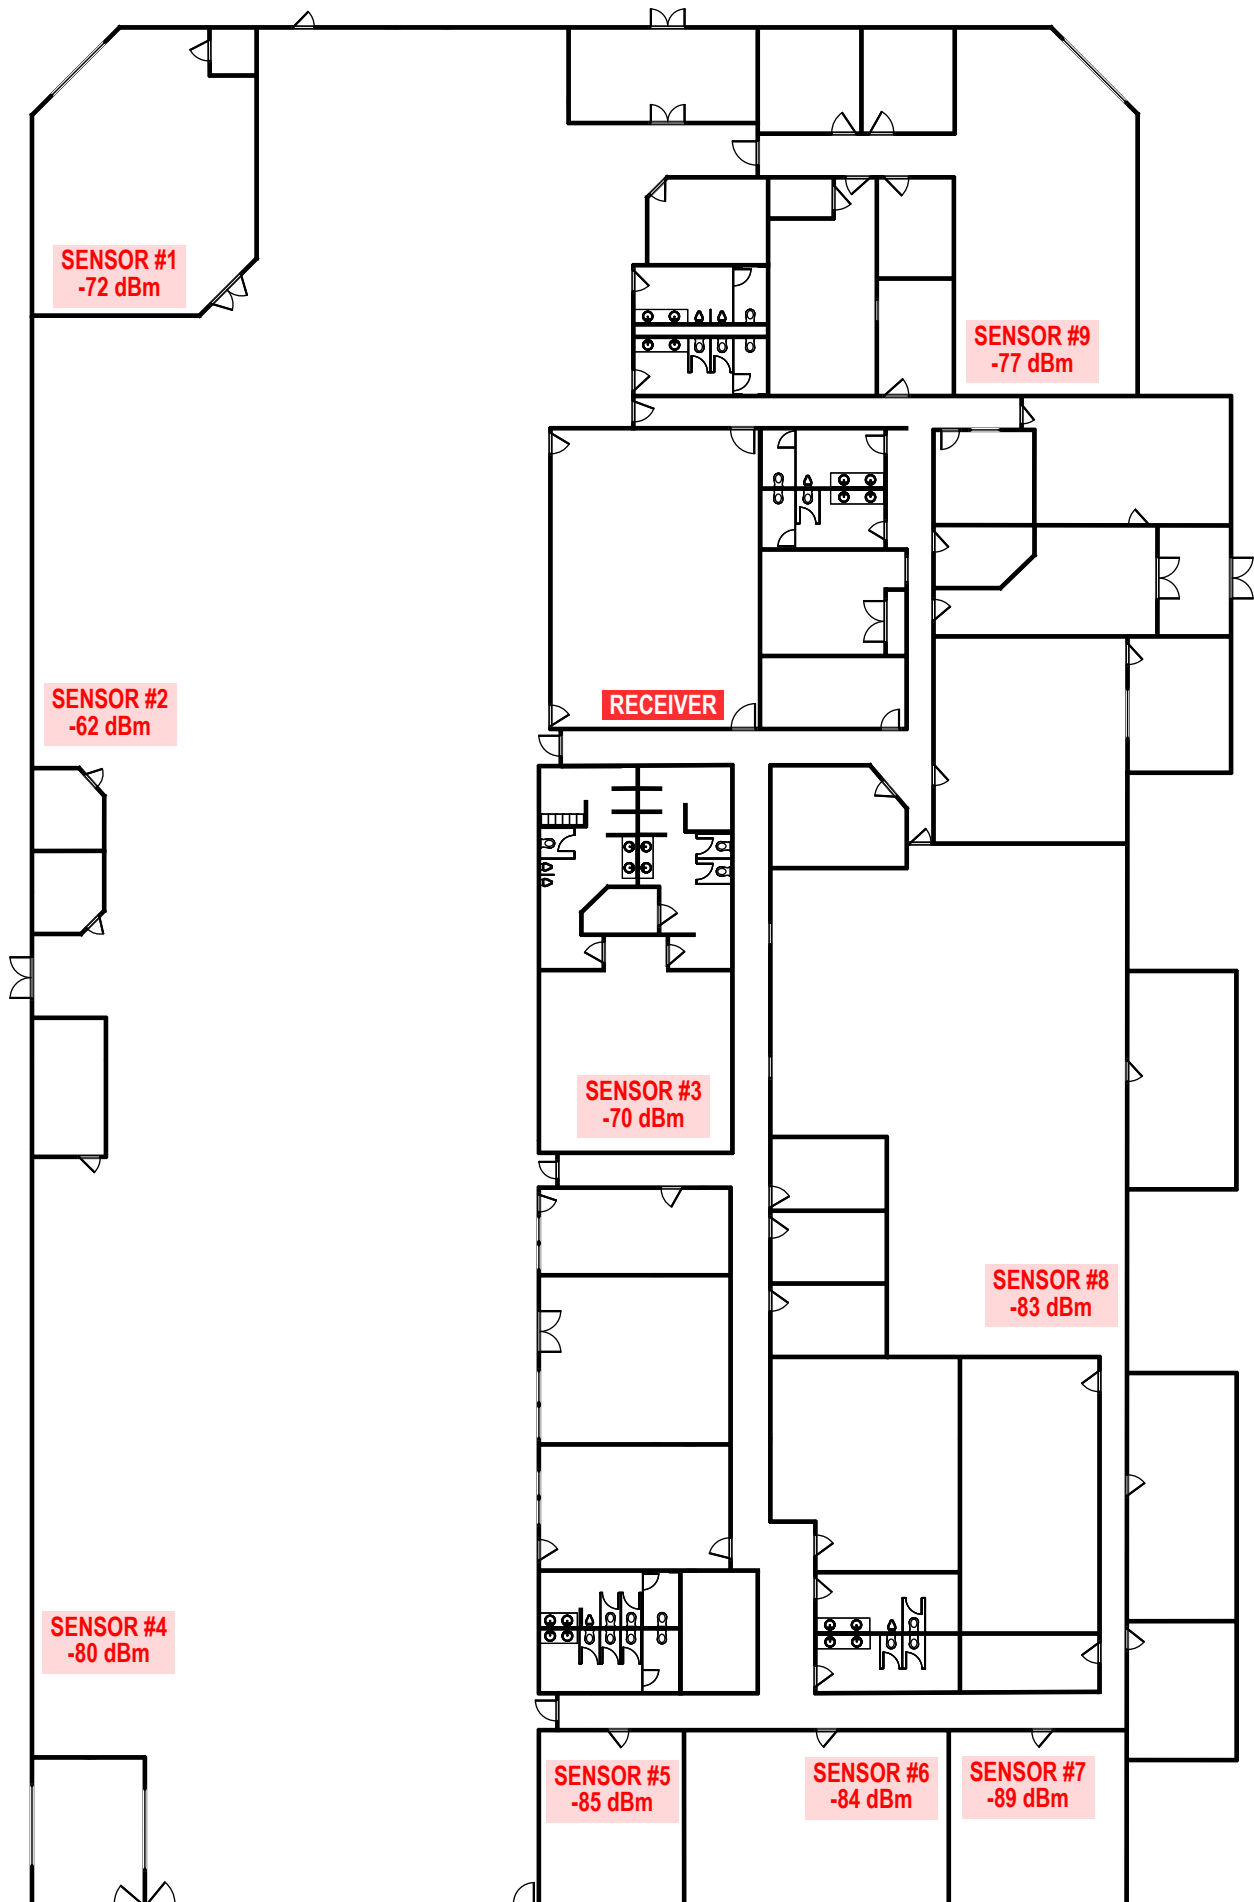 SENSOR #1
-72 dBm
SENSOR #9
-77 dBm
SENSOR #2
-62 dBm
RECEIVER
SENSOR #3
-70 dBm
SENSOR #8
-83 dBm
SENSOR #4
-80 dBm
SENSOR #5
-85 dBm
SENSOR #6
-84 dBm
SENSOR #7
-89 dBm